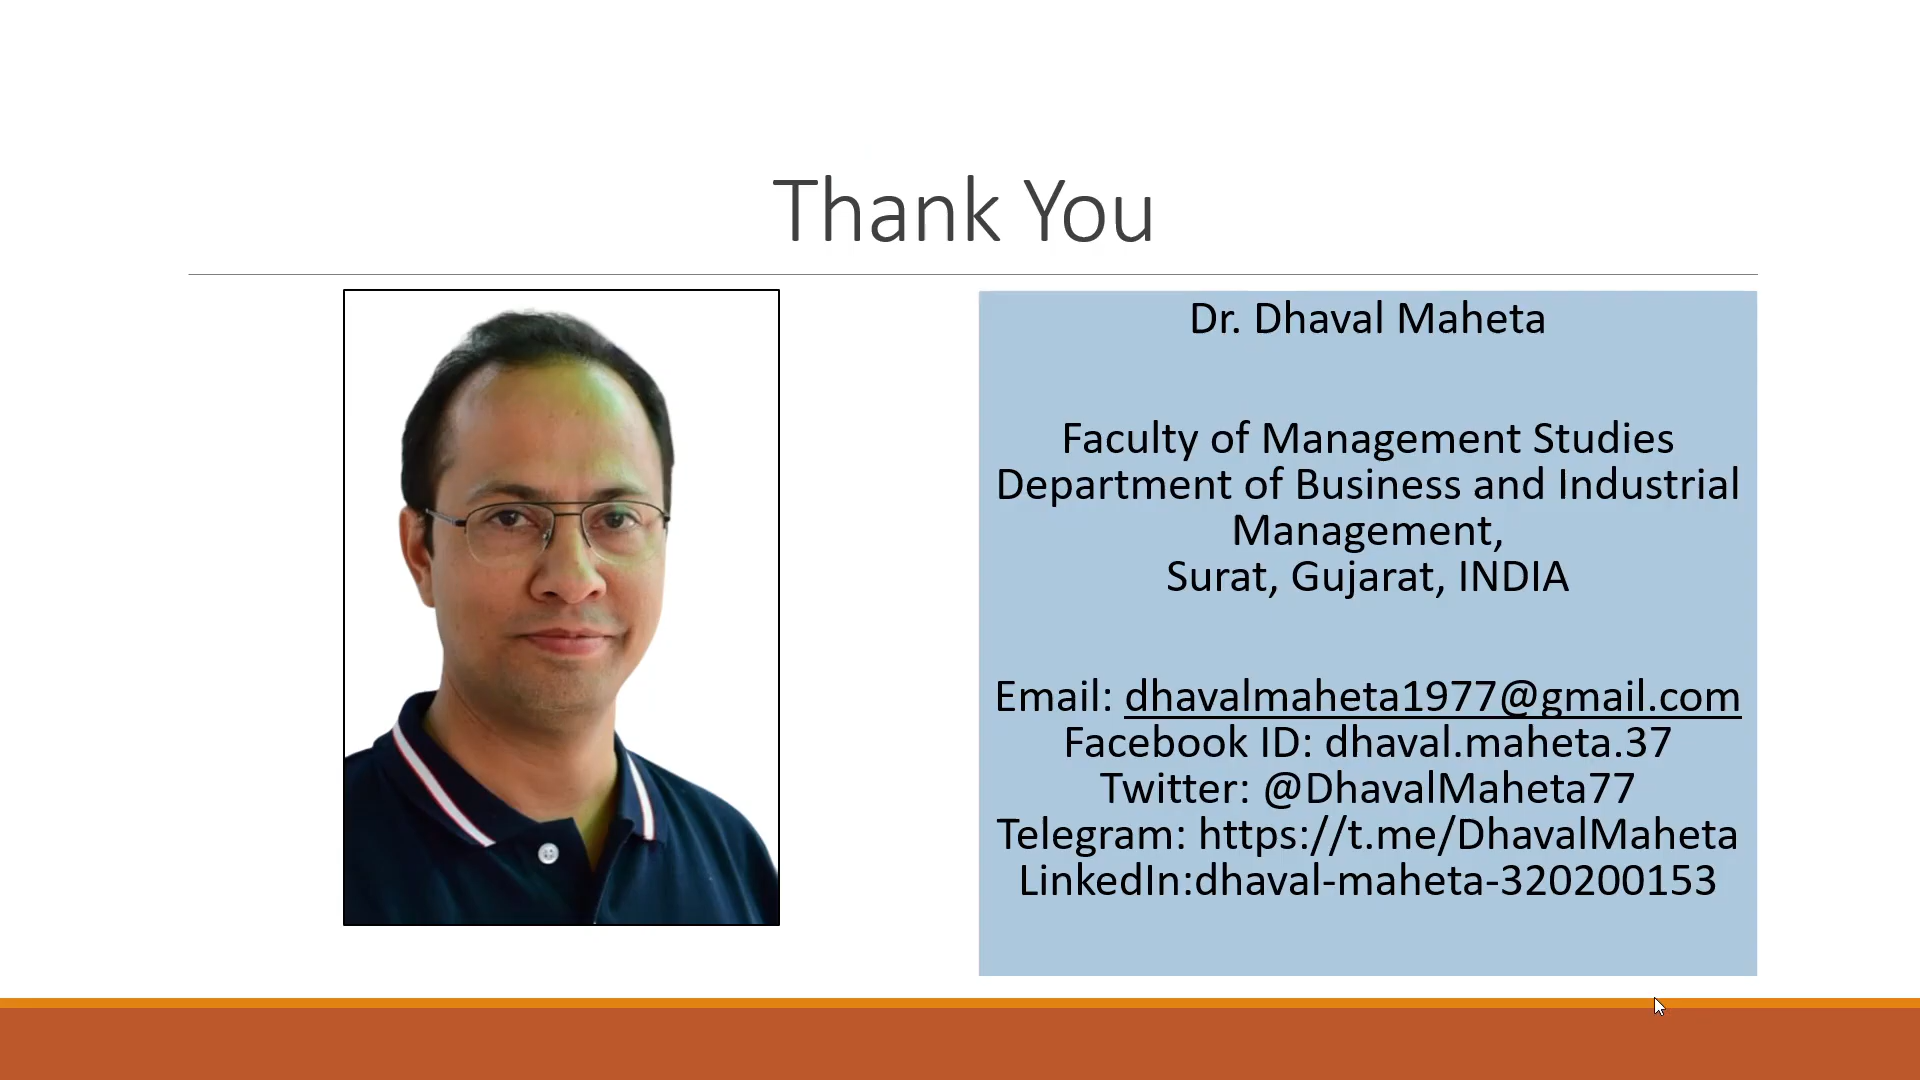 Thank You
Dr. Dhaval Maheta
Faculty of Management Studies
Department of Business and Industrial
Management,
Surat, Gujarat, INDIA
Email: dhavalmaheta1977@gmail.com
Facebook ID: dhaval.maheta.37
Twitter: @DhavalMaheta77
Telegram: https://t.me/DhavalMaheta
LinkedIn:dhaval-maheta-320200153